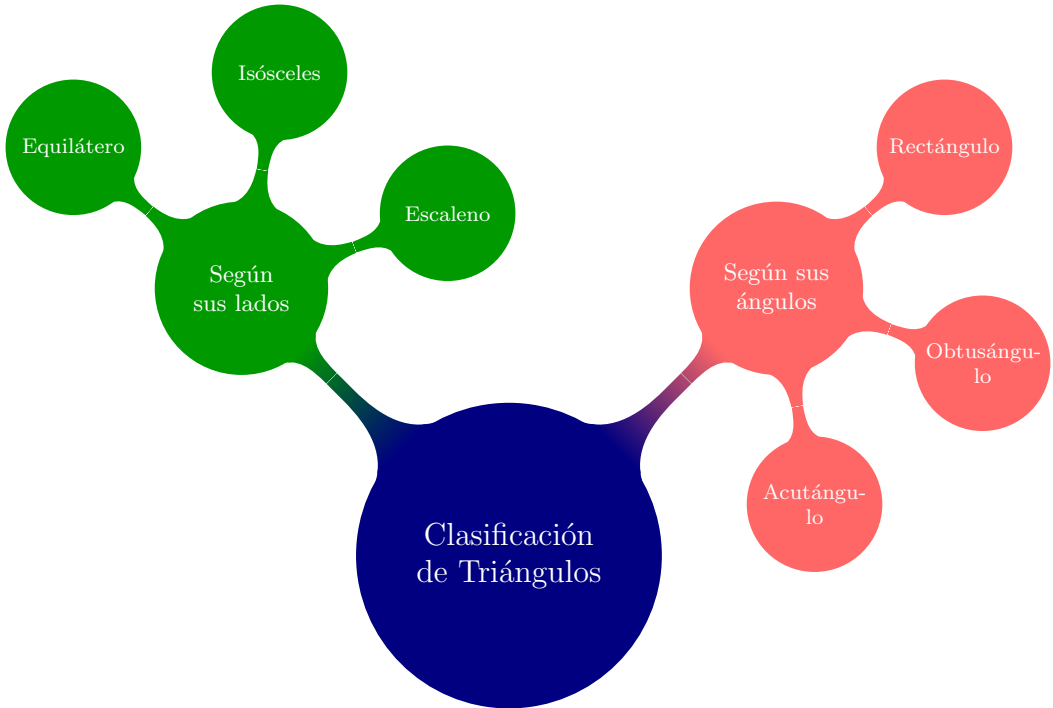 Isósceles
Equilátero
Escaleno
Según
sus lados
Rectángulo
Según sus
ángulos
Obtusángu-
lo
Acutángu-
lo
Clasificación
de Triángulos